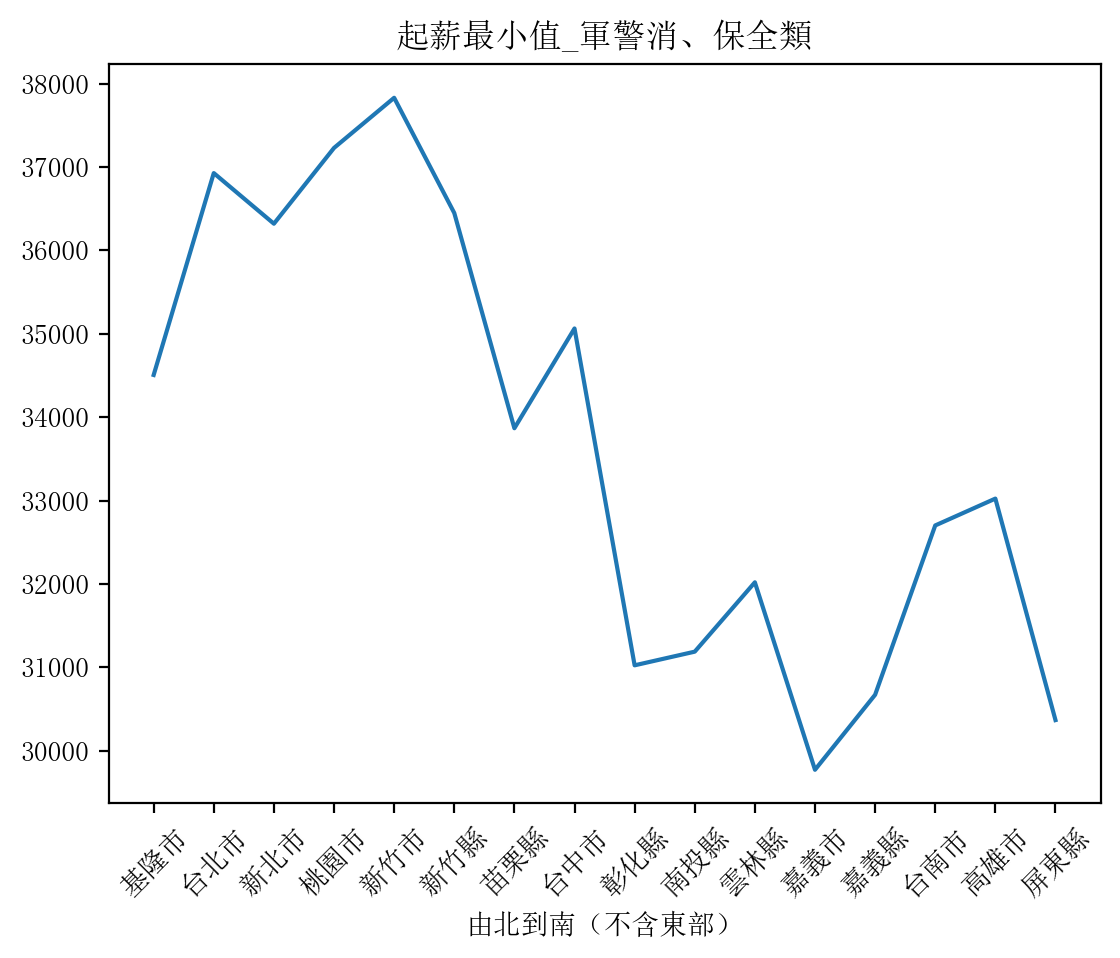 起薪最小值_軍警消、保全類
38000
37000
36000
35000
34000
33000
32000
31000
30000
基隆市
台北市
新北市
桃園市
新竹市
新竹縣
苗栗縣
台中市
彰化縣
南投縣
雲林縣
嘉義市
嘉義縣
台南市
高雄市
屏東縣
由北到南（不含東部）